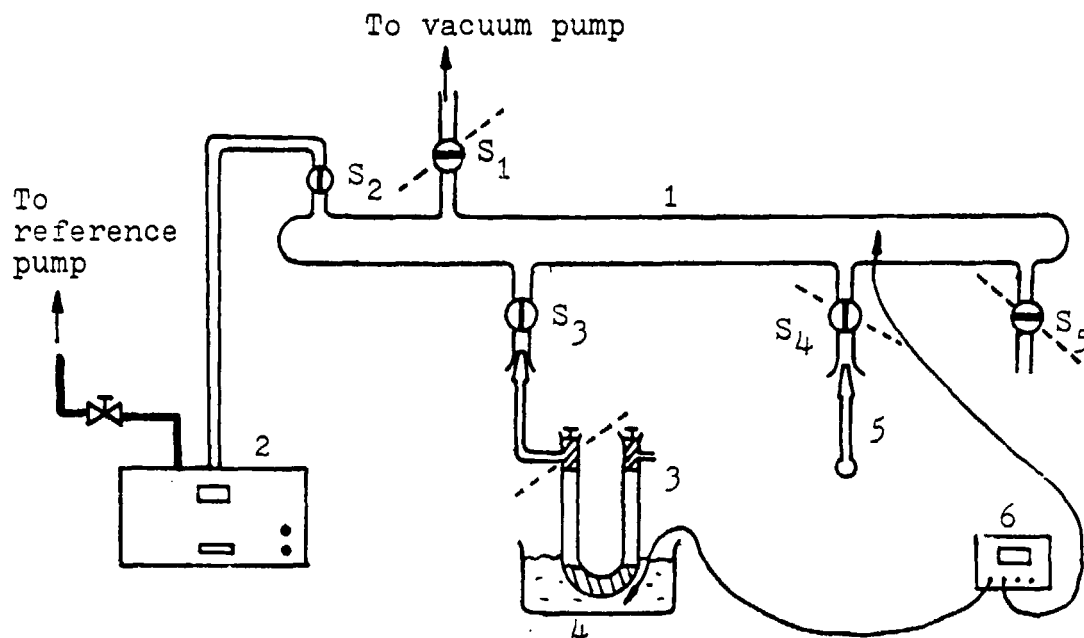 To vacuum pump
S1
S2
To
reference
pump
1
S3
S4
S5
2
3
5
6
4